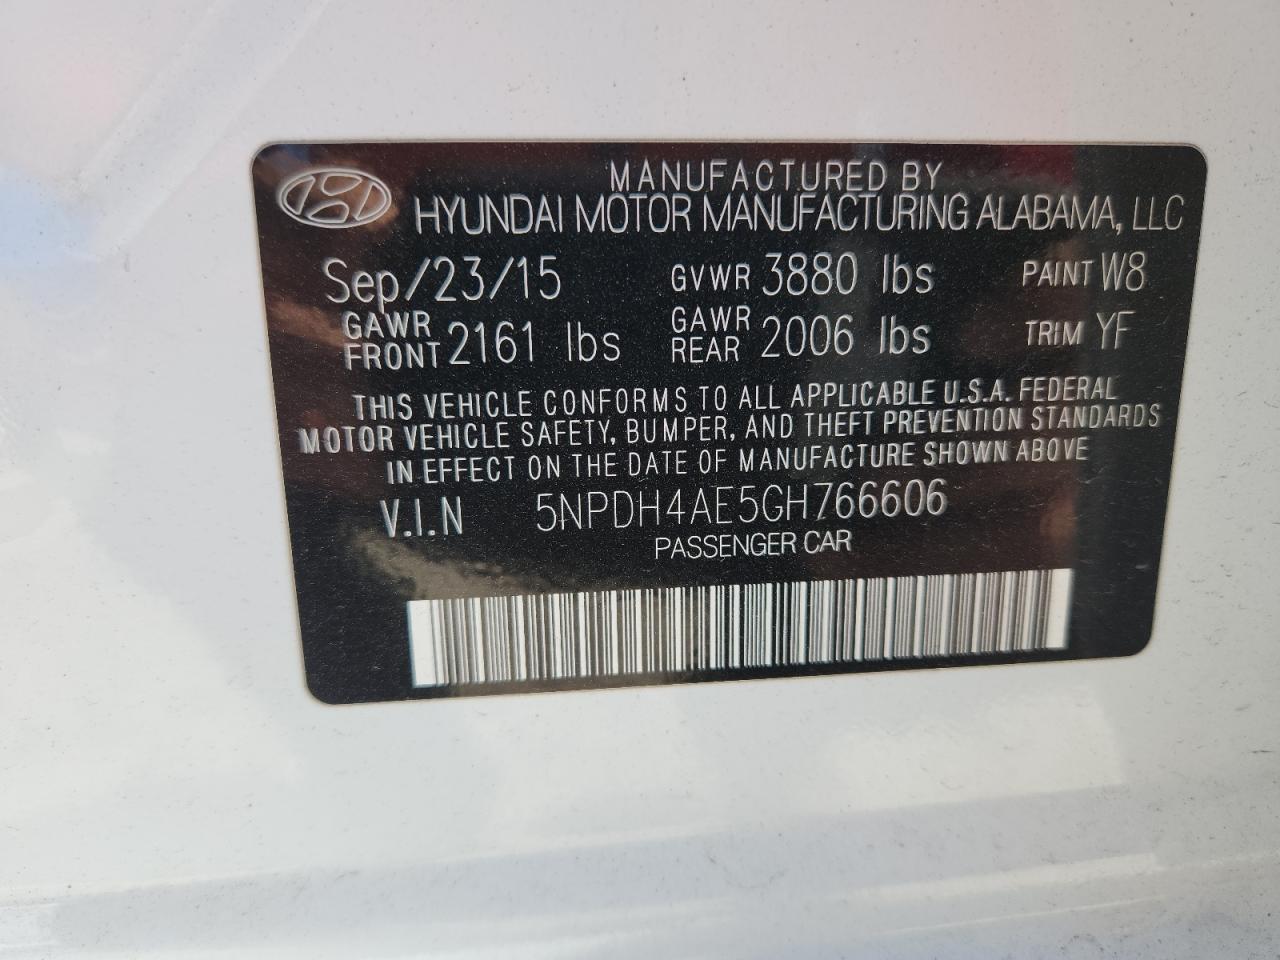 MANUFACTURED BY
HYUNDAI MOTOR MANUFACTURING ALABAMA, LLC
Sep/23/15 GVWR 3880 lbs PAINT W8
GAWR FRONT 2161 lbs GAWR REAR 2006 lbs TRIM YF
THIS VEHICLE CONFORMS TO ALL APPLICABLE U.S.A. FEDERAL
MOTOR VEHICLE SAFETY, BUMPER, AND THEFT PREVENTION STANDARDS
IN EFFECT ON THE DATE OF MANUFACTURE SHOWN ABOVE
V.I.N 5NPDH4AE5GH766606
PASSENGER CAR